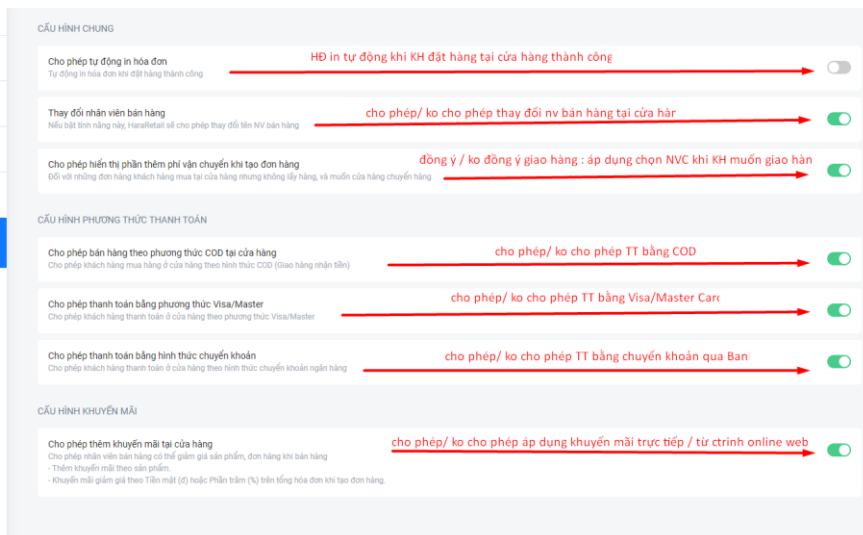 CẤU HÌNH CHUNG
Cho phép tự động in hóa đơn
HĐ in tự động khi KH đặt hàng tại cửa hàng thành công
Tự động in hóa đơn khi đặt hàng thành công
Thay đổi nhân viên bán hàng
cho phép/ ko cho phép thay đổi nv bán hàng tại cửa hàr
Nếu bật tính năng này, HaraRetail sẽ cho phép thay đổi tên NV bán hàng
Cho phép hiển thị phần thêm phí vận chuyển khi tạo đơn hàng
đồng ý / ko đồng ý giao hàng : áp dụng chọn NVC khi KH muốn giao hàn
Đối với những đơn hàng khách hàng mua tại cửa hàng nhưng không lấy hàng, và muốn cửa hàng chuyển hàng
CẤU HÌNH PHƯƠNG THỨC THANH TOÁN
Cho phép bán hàng theo phương thức COD tại cửa hàng
cho phép/ ko cho phép TT bằng COD
Cho phép khách hàng mua hàng ở cửa hàng theo hình thức COD (Giao hàng nhận tiền)
Cho phép thanh toán bằng phương thức Visa/Master
cho phép/ ko cho phép TT bằng Visa/Master Card
Cho phép khách hàng thanh toán ở cửa hàng theo phương thức Visa/Master
Cho phép thanh toán bằng hình thức chuyển khoản
cho phép/ ko cho phép TT bằng chuyển khoản qua Ban
Cho phép khách hàng thanh toán ở cửa hàng theo hình thức chuyển khoản ngân hàng
CẤU HÌNH KHUYẾN MÃI
Cho phép thêm khuyến mãi tại cửa hàng
cho phép/ ko cho phép áp dụng khuyến mãi trực tiếp / từ ctrinh online web
Cho phép nhân viên bán hàng có thể giảm giá sản phẩm, đơn hàng khi bán hàng
- Thêm khuyến mãi theo sản phẩm.
- Khuyến mãi giảm giá theo Tiền mặt (đ) hoặc Phần trăm (%) trên tổng hóa đơn khi tạo đơn hàng.